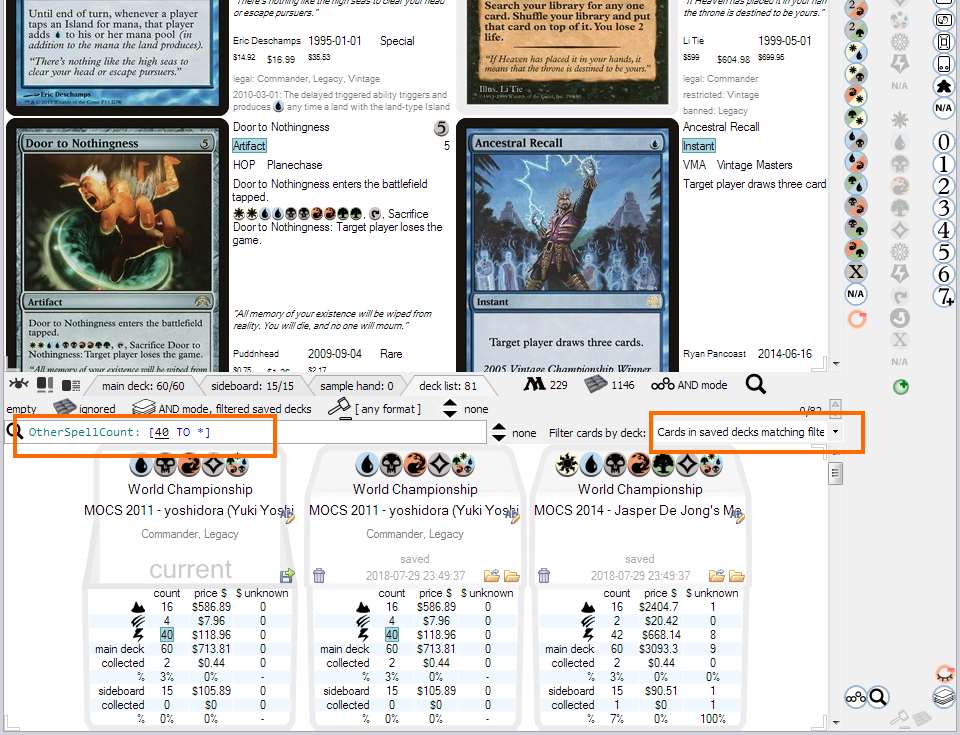 "There's nothing like the high seas to clear your head
or escape pursuers."
If Heaven has placed it in your hand, it means
the throne is destined to be yours."
Until end of turn, whenever a player
taps an Island for mana, that player
adds to his or her mana pool (in
addition to the mana the land produces).
"There's nothing like the high seas to
clear your head or escape pursuers."
Eric Deschamps
Eric Deschamps 1995-01-01 Special
$14.92 $16.99 $35.53
legal: Commander, Legacy, Vintage
2010-03-01: The delayed triggered ability triggers and
produces any time a land with the land-type Island
Search your library for any one
card. Shuffle your library and put
that card on top of it. You lose 2
life.
"If Heaven has placed it in your hands, it
means that the throne is destined to be yours."
Illus. Li Tie
Li Tie 1999-05-01
$599 $604.98 $699.95
legal: Commander
restricted: Vintage
banned: Legacy
Door to Nothingness 5
Artifact
Door to Nothingness enters the battlefield
tapped.
, Sacrifice
Door to Nothingness: Target player loses the
game.
"All memory of your existence will be wiped from
Door to Nothingness 5
Artifact 5
HOP Planechase
Door to Nothingness enters the battlefield
tapped.
, Sacrifice
Door to Nothingness: Target player loses the
game.
"All memory of your existence will be wiped from
reality. You will die, and no one will mourn."
Puddnhead 2009-09-04 Rare
$0.75 $2.17
Ancestral Recall
Instant
Target player draws three cards.
2005 Vintage Championship Winner
Ancestral Recall
Instant
VMA Vintage Masters
Target player draws three card
Ryan Pancoast 2014-06-16
2
2
X
N/A
N/A
X
N/A
N/A
0
1
2
3
4
5
6
7+
main deck: 60/60 sideboard: 15/15 sample hand: 0 deck list: 81 229 1146 AND mode
empty ignored AND mode, filtered saved decks [ any format ] none 0/82
OtherSpellCount: [40 TO *] none Filter cards by deck: Cards in saved decks matching filte
World Championship
MOCS 2011 - yoshidora (Yuki Yoshi
Commander, Legacy
current
count price $ $ unknown
16 $586.89 0
4 $7.96 0
40 $118.96 0
main deck 60 $713.81 0
collected 2 $0.44 0
% 3% 0% -
sideboard 15 $105.89 0
collected 0 $0 0
% 0% 0% -
World Championship
MOCS 2011 - yoshidora (Yuki Yoshi
Commander, Legacy
saved
2018-07-29 23:49:37
count price $ $ unknown
16 $586.89 0
4 $7.96 0
40 $118.96 0
main deck 60 $713.81 0
collected 2 $0.44 0
% 3% 0% -
sideboard 15 $105.89 0
collected 0 $0 0
% 0% 0% -
World Championship
MOCS 2014 - Jasper De Jong's Ma
saved
2018-07-29 23:49:37
count price $ $ unknown
16 $2404.7 1
2 $20.42 0
42 $668.14 8
main deck 60 $3093.3 9
collected 2 $0.44 0
% 3% 0% 0%
sideboard 15 $90.51 1
collected 1 $0 1
% 7% 0% 100%